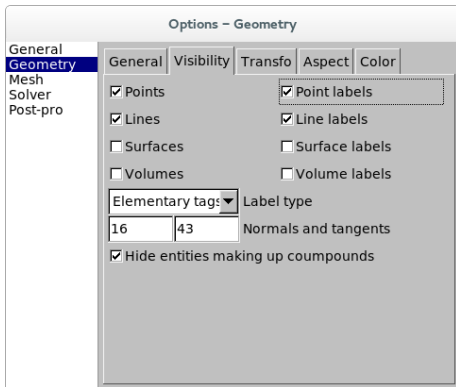 Options - Geometry
General
Geometry
Mesh
Solver
Post-pro
General Visibility Transfo Aspect Color
Points Point labels
Lines Line labels
Surfaces Surface labels
Volumes Volume labels
Elementary tags Label type
16 43 Normals and tangents
Hide entities making up coumpounds